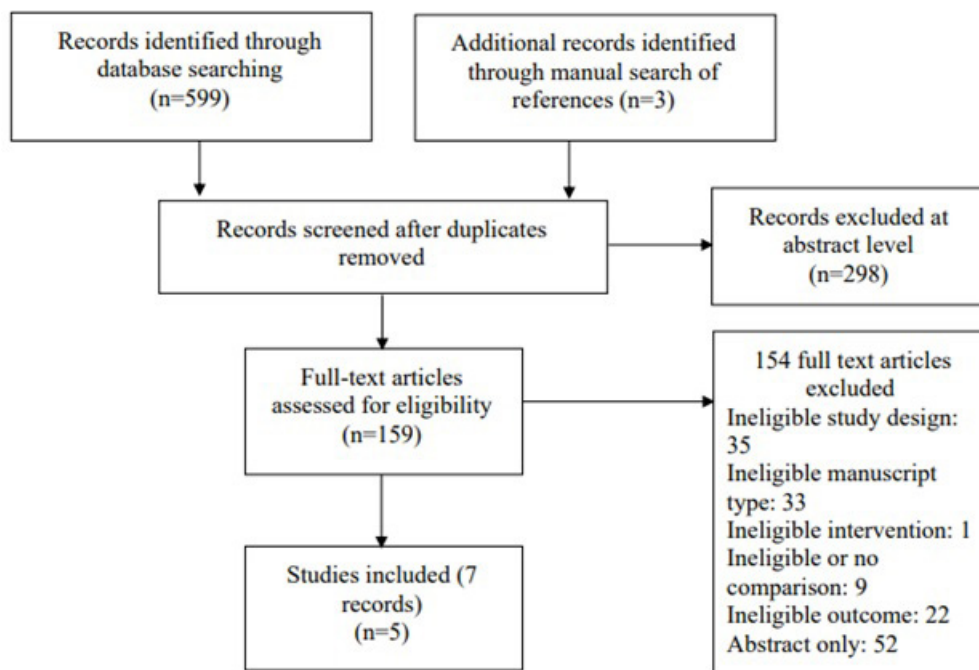 Records identified through
database searching
(n=599)
Additional records identified
through manual search of
references (n=3)
Records screened after duplicates
removed
Records excluded at
abstract level
(n=298)
Full-text articles
assessed for eligibility
(n=159)
154 full text articles
excluded
Ineligible study design:
35
Ineligible manuscript
type: 33
Ineligible intervention: 1
Ineligible or no
comparison: 9
Ineligible outcome: 22
Abstract only: 52
Studies included (7
records)
(n=5)